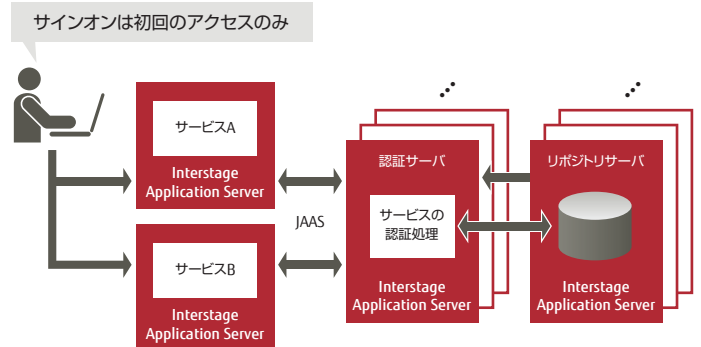 サインオンは初回のアクセスのみ
サービスA
Interstage
Application Server
サービスB
Interstage
Application Server
JAAS
認証サーバ
サービスの
認証処理
Interstage
Application Server
リポジトリサーバ
Interstage
Application Server